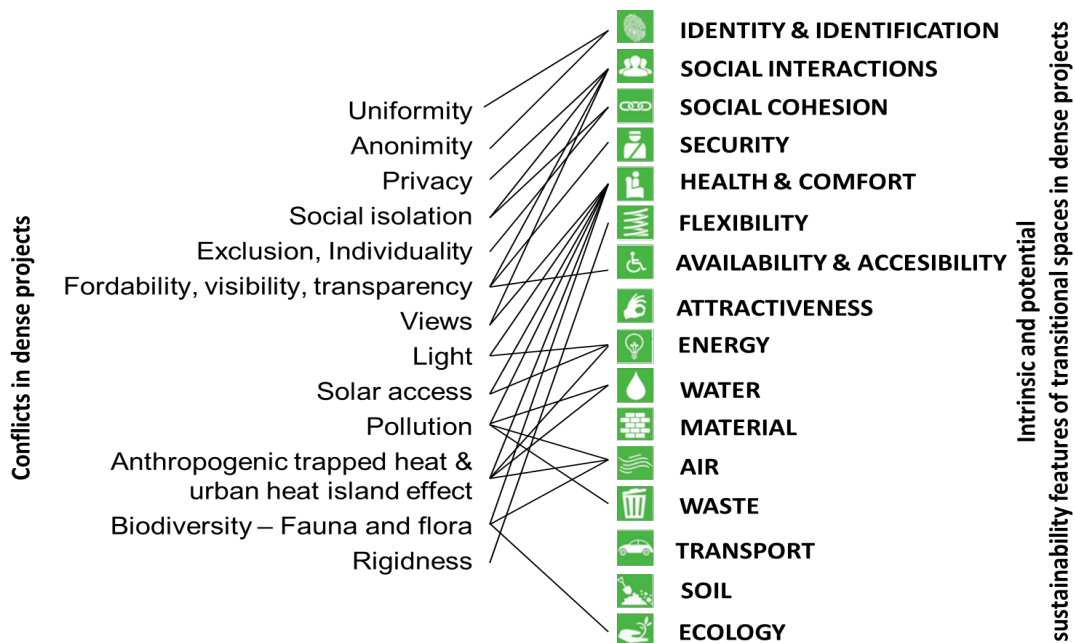 Conflicts in dense projects
Uniformity
Anonimity
Privacy
Social isolation
Exclusion, Individuality
Fordability, visibility, transparency
Views
Light
Solar access
Pollution
Anthropogenic trapped heat &
urban heat island effect
Biodiversity – Fauna and flora
Rigidness
IDENTITY & IDENTIFICATION
SOCIAL INTERACTIONS
SOCIAL COHESION
SECURITY
HEALTH & COMFORT
FLEXIBILITY
AVAILABILITY & ACCESIBILITY
ATTRACTIVENESS
ENERGY
WATER
MATERIAL
AIR
WASTE
TRANSPORT
SOIL
ECOLOGY
Intrinsic and potential
sustainability features of transitional spaces in dense projects